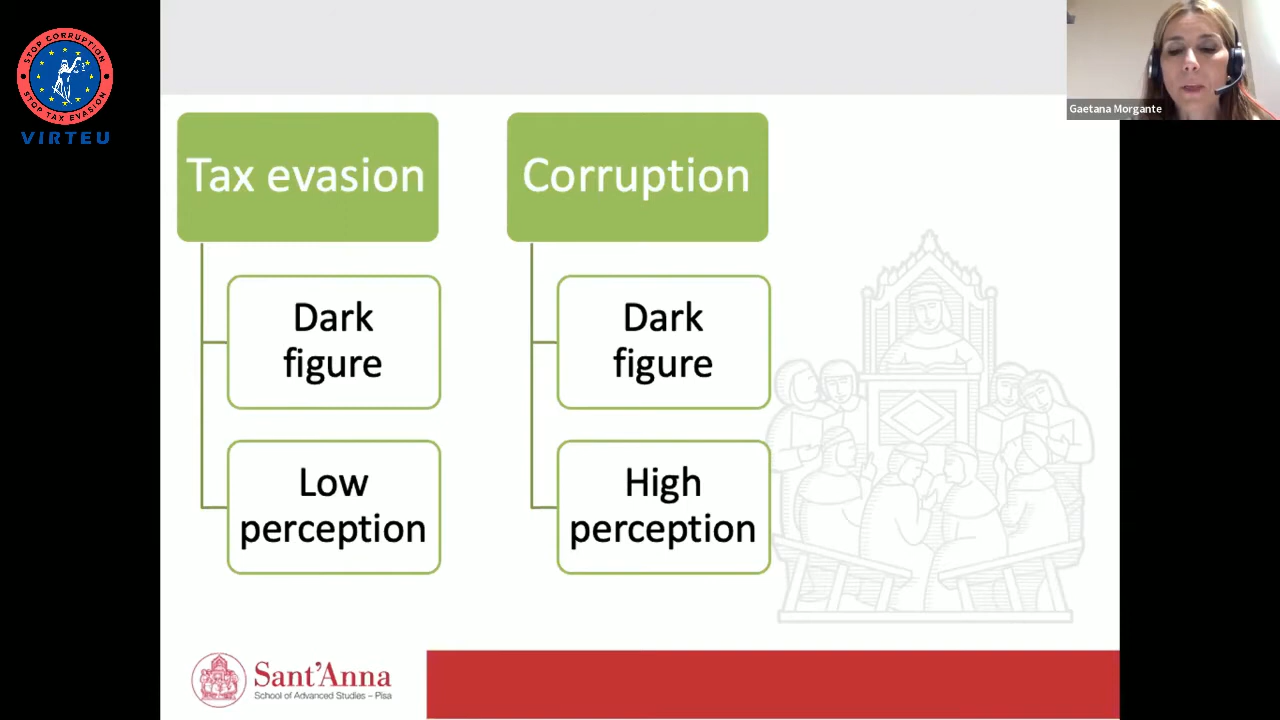 STOP CORRUPTION
STOP TAX EVASION
VIRTEU
Gaetana Morgante
Tax evasion
Dark
figure
Low
perception
Corruption
Dark
figure
High
perception
Sant'Anna
School of Advanced Studies – Pisa